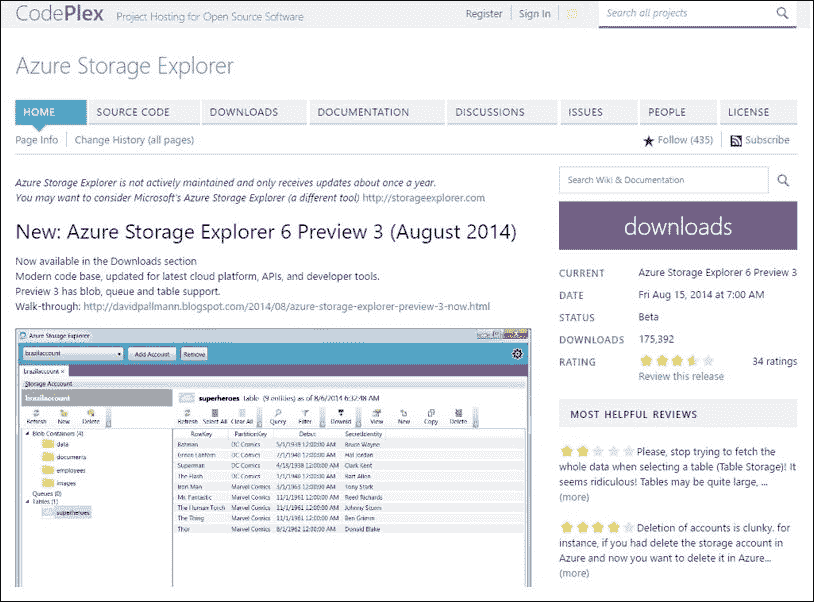 CodePlex Project Hosting for Open Source Software
Register
Sign In
Search all projects
Azure Storage Explorer
HOME
SOURCE CODE
DOWNLOADS
DOCUMENTATION
DISCUSSIONS
ISSUES
PEOPLE
LICENSE
Page Info
Change History (all pages)
Follow (435)
Subscribe
Azure Storage Explorer is not actively maintained and only receives updates about once a year.
You may want to consider Microsoft's Azure Storage Explorer (a different tool) http://storageexplorer.com
New: Azure Storage Explorer 6 Preview 3 (August 2014)
Now available in the Downloads section
Modern code base, updated for latest cloud platform, APIs, and developer tools.
Preview 3 has blob, queue and table support.
Walk-through: http://davidpallmann.blogspot.com/2014/08/azure-storage-explorer-preview-3-now.html
Azure Storage Explorer
brazilaccount
Add Account
Remove
brazilaccount ×
Storage Account
brazilaccount
Refresh New Delete
Blob Containers (4)
data
documents
employees
images
Queues (0)
Tables (1)
superheroes
superheroes table (9 entities) as of 8/6/2014 6:32:48 AM
Refresh Select All Clear All Query Filter Downld View New Copy Delete
RowKey PartitionKey Debut SecretIdentity
Batman DC Comics 5/1/1939 12:00:00 AM Bruce Wayne
Green Lantern DC Comics 7/1/1940 12:00:00 AM Hal Jordan
Superman DC Comics 4/18/1938 12:00:00 AM Clark Kent
The Flash DC Comics 1/1/1940 12:00:00 AM Bart Allen
Iron Man Marvel Comics 12:00:00 AM Tony Stark
Mr. Fantastic Marvel Comics 11/1/1961 12:00:00 AM Reed Richards
The Human Torch Marvel Comics 11/1/1961 12:00:00 AM Johnny Storm
The Thing Marvel Comics 11/1/1961 12:00:00 AM Ben Grimm
Thor Marvel Comics 8/1/1962 12:00:00 AM Donald Blake
Search Wiki & Documentation
downloads
CURRENT Azure Storage Explorer 6 Preview 3
DATE Fri Aug 15, 2014 at 7:00 AM
STATUS Beta
DOWNLOADS 175,392
RATING 34 ratings
Review this release
MOST HELPFUL REVIEWS
Please, stop trying to fetch the
whole data when selecting a table (Table Storage)! It
seems ridiculous! Tables may be quite large, ...
(more)
Deletion of accounts is clunky. for
instance, if you had delete the storage account in
Azure and now you want to delete it in Azure...
(more)